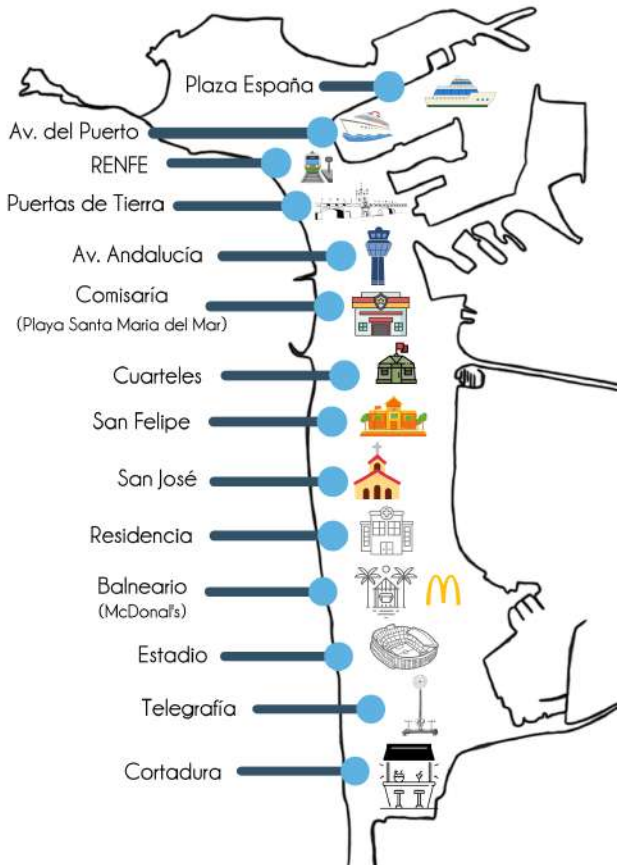 Plaza España
Av. del Puerto
RENFE
Puertas de Tierra
Av. Andalucía
Comisaría
(Playa Santa Maria del Mar)
Cuarteles
San Felipe
San José
Residencia
Balneario
(McDonal's)
Estadio
Telegrafía
Cortadura